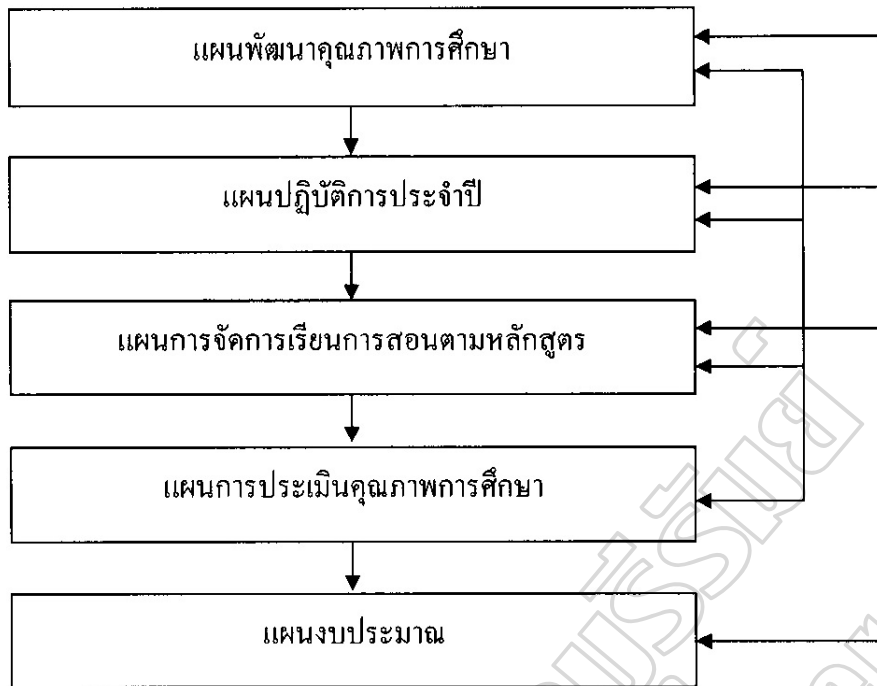 แผนพัฒนาคุณภาพการศึกษา
แผนปฏิบัติการประจำปี
แผนการจัดการเรียนการสอนตามหลักสูตร
แผนการประเมินคุณภาพการศึกษา
แผนงบประมาณ